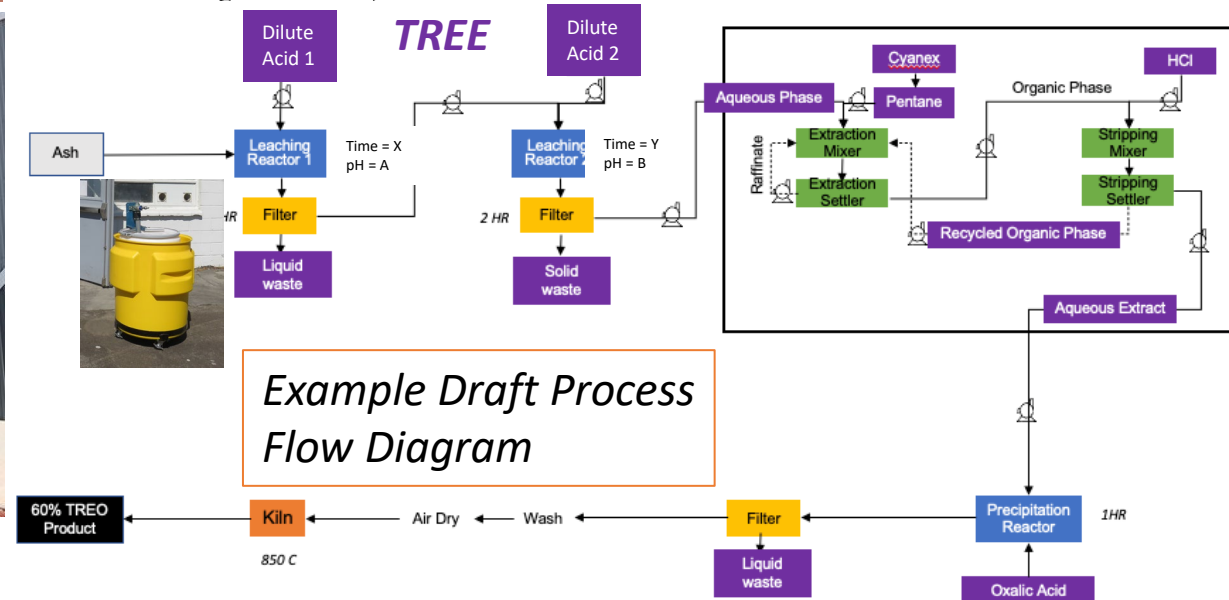 TREE
Dilute
Acid 1
Dilute
Acid 2
Ash
Leaching
Reactor 1
Time = X
pH = A
Filter
Liquid
waste
Leaching
Reactor
Time = Y
pH = B
2 HR
Filter
Solid
waste
Aqueous Phase
Cyanex
Pentane
Organic Phase
HCl
Extraction
Mixer
Raffinate
Extraction
Settler
Stripping
Mixer
Stripping
Settler
Recycled Organic Phase
Aqueous Extract
Example Draft Process
Flow Diagram
60% TREO
Product
Kiln
850 C
Air Dry
Wash
Filter
Liquid
waste
Precipitation
Reactor
1HR
Oxalic Acid